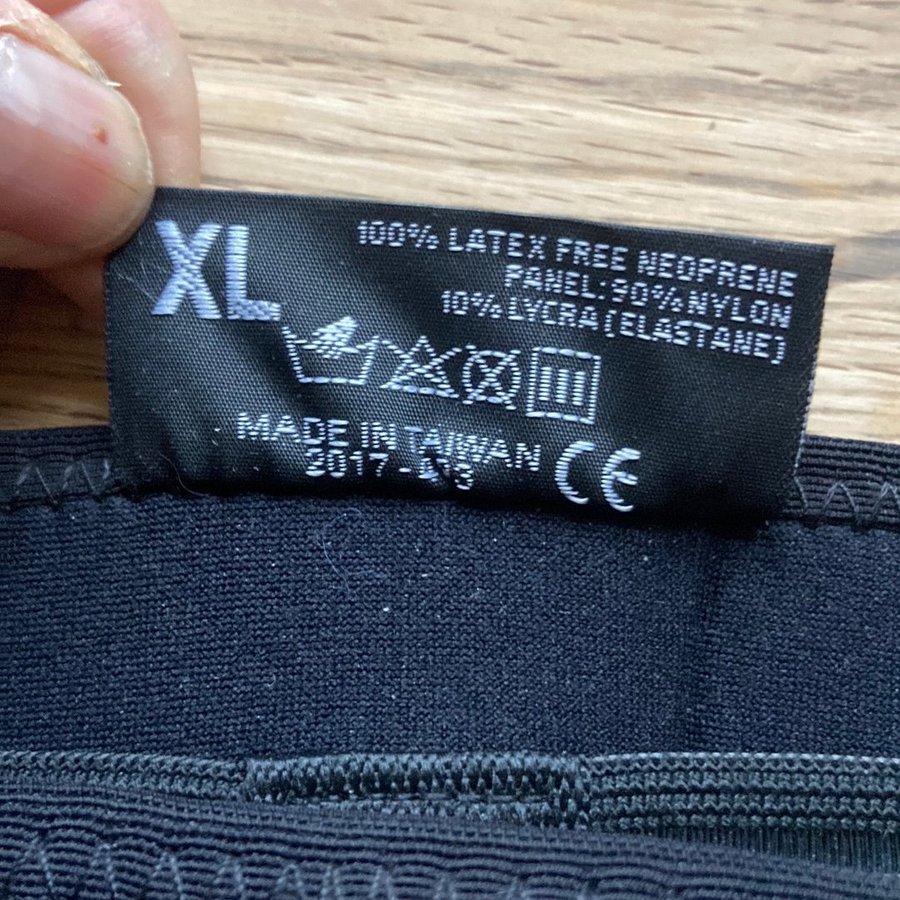 XL
100% LATEX FREE NEOPRENE
PANEL: 90% NYLON
10% LYCRA (ELASTANE)
MADE IN TAIWAN
2017 -
CE